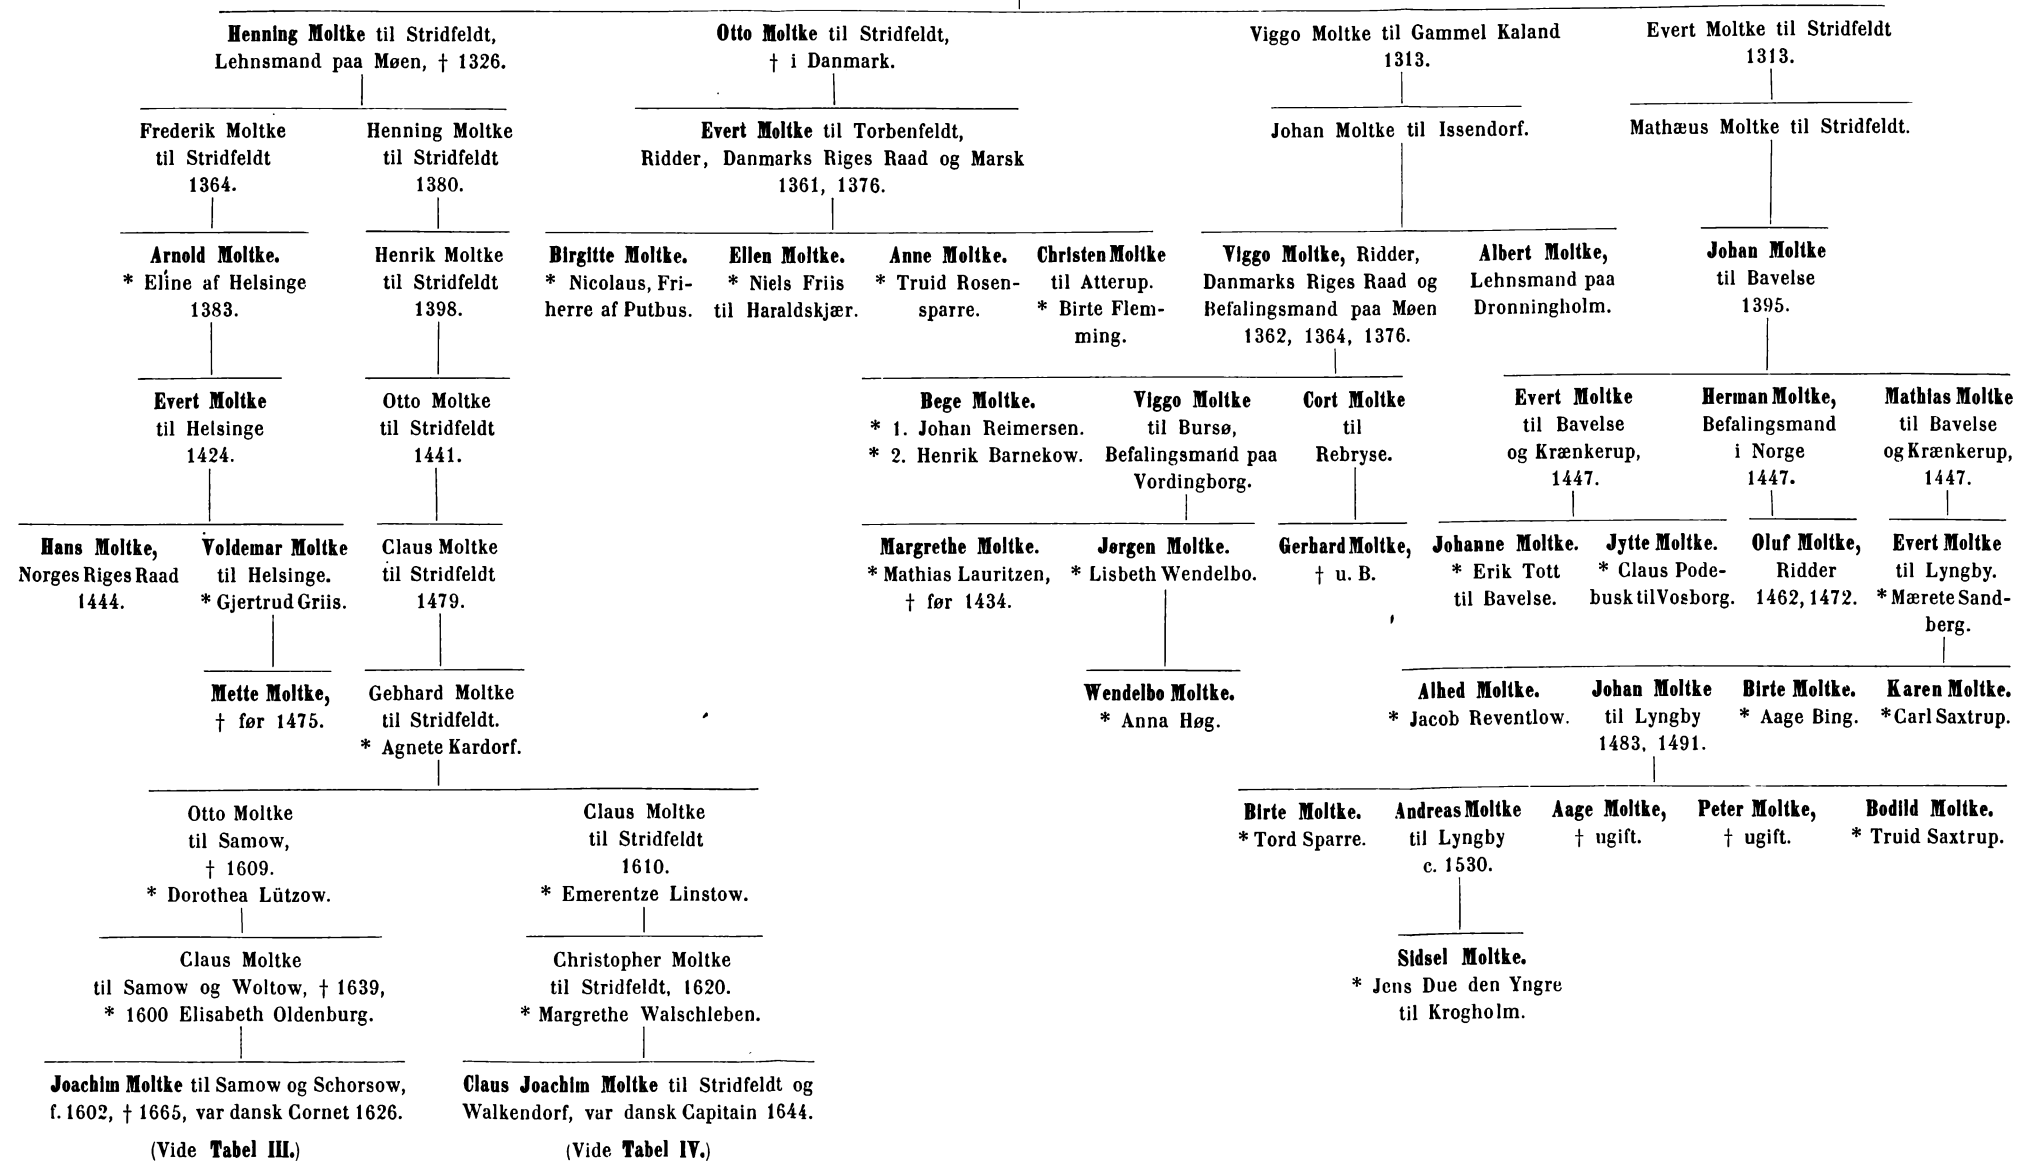 Henning Moltke til Stridfeldt,
Lehnsmand paa Møen, † 1326.
Otto Moltke til Stridfeldt,
† i Danmark.
Viggo Moltke til Gammel Kaland
1313.
Evert Moltke til Stridfeldt
1313.
Frederik Moltke
til Stridfeldt
1364.
Henning Moltke
til Stridfeldt
1380.
Evert Moltke til Torbenfeldt,
Ridder, Danmarks Riges Raad og Marsk
1361, 1376.
Johan Moltke til Issendorf.
Mathæus Moltke til Stridfeldt.
Arnold Moltke.
* Eline af Helsinge
1383.
Henrik Moltke
til Stridfeldt
1398.
Birgitte Moltke.
* Nicolaus, Fri-
herre af Putbus.
Ellen Moltke.
* Niels Friis
til Haraldskjær.
Anne Moltke.
* Truid Rosen-
sparre.
Christen Moltke
til Atterup.
* Birte Flem-
ming.
Viggo Moltke, Ridder,
Danmarks Riges Raad og
Befalingsmand paa Møen
1362, 1364, 1376.
Albert Moltke,
Lehnsmand paa
Dronningholm.
Johan Moltke
til Bavelse
1395.
Evert Moltke
til Helsinge
1424.
Otto Moltke
til Stridfeldt
1441.
Bege Moltke.
* 1. Johan Reimersen.
* 2. Henrik Barnekow.
Viggo Moltke
til Bursø,
Befalingsmand paa
Vordingborg.
Cort Moltke
til
Rebryse.
Evert Moltke
til Bavelse
og Krænkerup,
1447.
Herman Moltke,
Befalingsmand
i Norge
1447.
Mathias Moltke
til Bavelse
og Krænkerup,
1447.
Hans Moltke,
Norges Riges Raad
1444.
Voldemar Moltke
til Helsinge.
* Gjertrud Griis.
Claus Moltke
til Stridfeldt
1479.
Margrethe Moltke.
* Mathias Lauritzen,
† før 1434.
Jørgen Moltke.
* Lisbeth Wendelbo.
Gerhard Moltke,
† u. B.
Johanne Moltke.
* Erik Tott
til Bavelse.
Jytte Moltke.
* Claus Pode-
busk til Vosborg.
Oluf Moltke,
Ridder
1462, 1472.
Evert Moltke
til Lyngby.
* Mærete Sand-
berg.
Mette Moltke,
† før 1475.
Gebhard Moltke
til Stridfeldt.
* Agnete Kardorf.
Wendelbo Moltke.
* Anna Høg.
Alhed Moltke.
* Jacob Reventlow.
Johan Moltke
til Lyngby
1483, 1491.
Birte Moltke.
* Aage Bing.
Karen Moltke.
* Carl Saxtrup.
Otto Moltke
til Samow,
† 1609.
* Dorothea Lützow.
Claus Moltke
til Stridfeldt
1610.
* Emerentze Linstow.
Birte Moltke.
* Tord Sparre.
Andreas Moltke
til Lyngby
c. 1530.
Aage Moltke,
† ugift.
Peter Moltke,
† ugift.
Bodild Moltke.
* Truid Saxtrup.
Claus Moltke
til Samow og Woltow, † 1639,
* 1600 Elisabeth Oldenburg.
Christopher Moltke
til Stridfeldt, 1620.
* Margrethe Walschleben.
Sidsel Moltke.
* Jens Due den Yngre
til Krogholm.
Joachim Moltke til Samow og Schorsow,
f. 1602, † 1665, var dansk Cornet 1626.
(Vide Tabel III.)
Claus Joachim Moltke til Stridfeldt og
Walkendorf, var dansk Capitain 1644.
(Vide Tabel IV.)